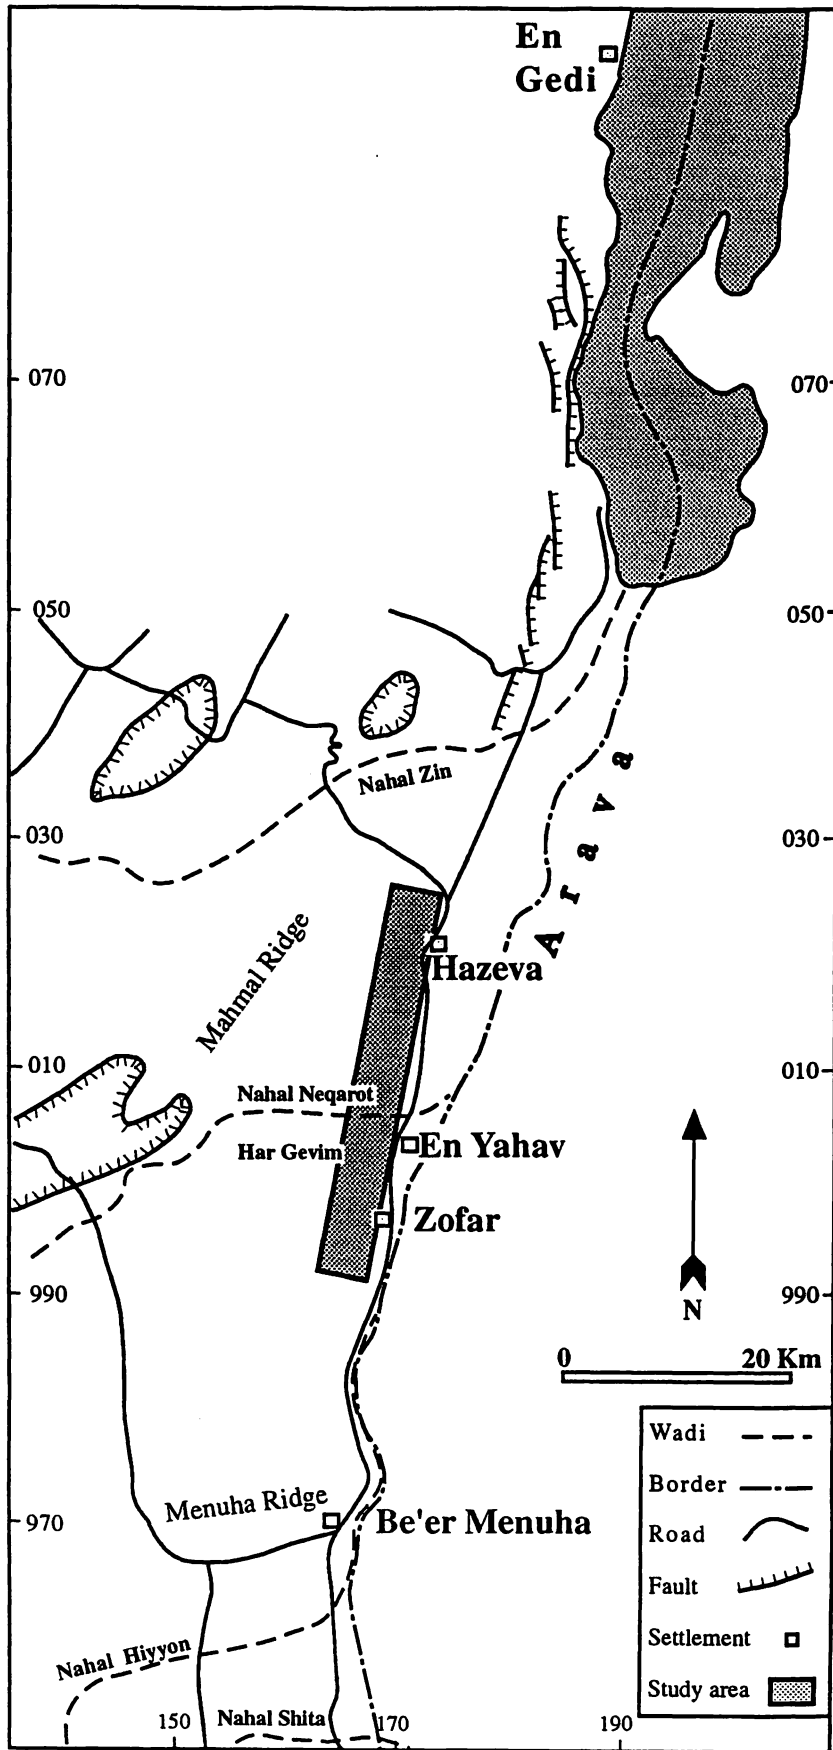 En
Gedi
070
070
050
050
Nahal Zin
Arava
030
030
Mahmal Ridge
Hazeva
010
010
Nahal Neqarot
En Yahav
Har Gevim
Zofar
990
990
N
0 20 Km
Wadi
Border
Menuha Ridge
970
Be'er Menuha
Road
Fault
Nahal Hiyyon
Settlement
Study area
150
Nahal Shita
170
190